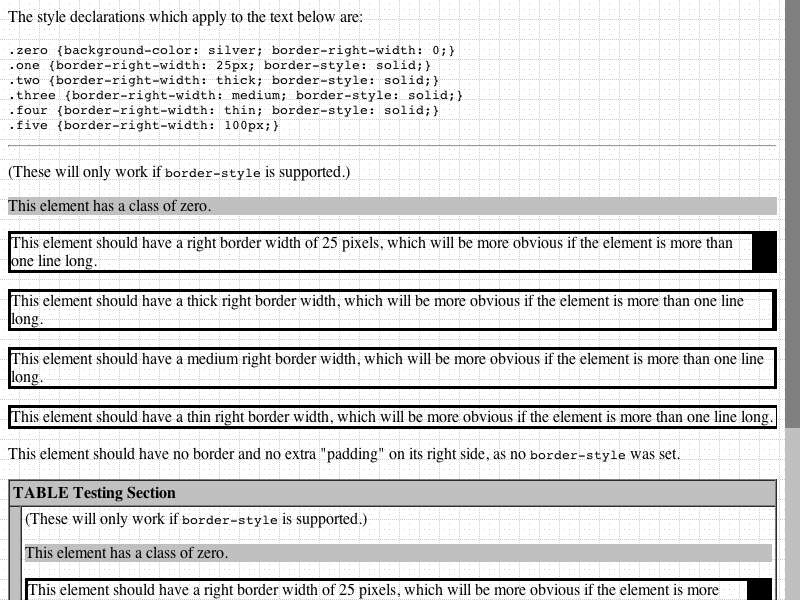 The style declarations which apply to the text below are:
.zero {background-color: silver; border-right-width: 0;}
.one {border-right-width: 25px; border-style: solid;}
.two {border-right-width: thick; border-style: solid;}
.three {border-right-width: medium; border-style: solid;}
.four {border-right-width: thin; border-style: solid;}
.five {border-right-width: 100px;}
(These will only work if border-style is supported.)
This element has a class of zero.
This element should have a right border width of 25 pixels, which will be more obvious if the element is more than
one line long.
This element should have a thick right border width, which will be more obvious if the element is more than one line
long.
This element should have a medium right border width, which will be more obvious if the element is more than one line
long.
This element should have a thin right border width, which will be more obvious if the element is more than one line long.
This element should have no border and no extra "padding" on its right side, as no border-style was set.
TABLE Testing Section
(These will only work if border-style is supported.)
This element has a class of zero.
This element should have a right border width of 25 pixels, which will be more obvious if the element is more